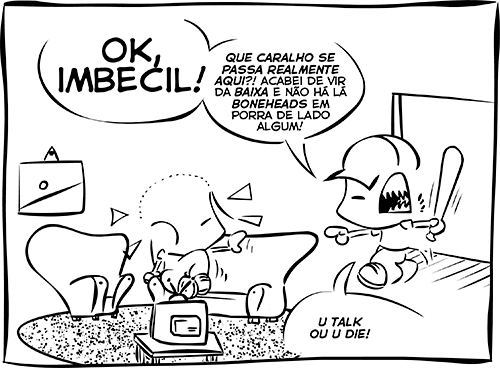 OK,
IMBECIL!
QUE CARALHO SE
PASSA REALMENTE
AQUI?! ACABEI DE VIR
DA BAIXA E NÃO HÁ LÁ
BONEHEADS EM
PORRA DE LADO
ALGUM!
U TALK
OU U DIE!